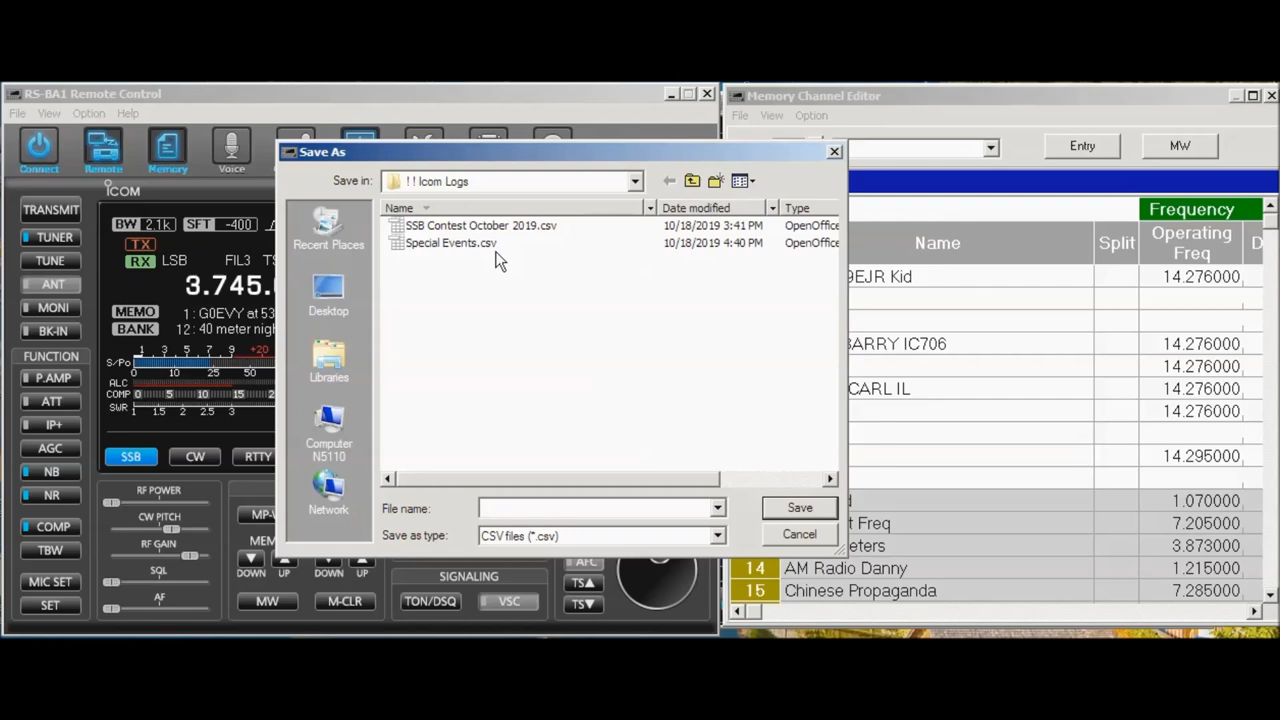 RS-BA1 Remote Control
File View Option Help
Connect Remote Memory Voice
ICOM
TRANSMIT
TUNER
TUNE
ANT
MONI
BK-IN
FUNCTION
P.AMP
ATT
IP+
AGC
NB
NR
COMP
TBW
MIC SET
SET
BW 2.1k SFT -400
TX
RX LSB FIL3
3.745.
MEMO 1: G0EVY at 53
BANK 12: 40 meter nigh
1 3 5 7 9 +20
S/Po
0 10 25 50
ALC
COMP 0 5 10 15 2
SWR 1 1.5 2 3
SSB CW RTTY
RF POWER
CW PITCH
RF GAIN
SQL
AF
DOWN UP DOWN UP
MW M-CLR
SIGNALING
TON/DSQ VSC
AFC
TS▲
TS▼
Save As
Save in: ! ! Icom Logs
Recent Places
Desktop
Libraries
Computer
N5110
Network
Name Date modified Type
SSB Contest October 2019.csv 10/18/2019 3:41 PM OpenOffice
Special Events.csv 10/18/2019 4:40 PM OpenOffice
File name: Save
Save as type: CSV files (*.csv) Cancel
Memory Channel Editor
File View Option
Entry MW
Frequency
Name Split Operating
Freq
9EJR Kid 14.276000
BARRY IC706 14.276000
14.276000
CARL IL 14.276000
14.276000
14.295000
1.070000
t Freq 7.205000
eters 3.873000
14 AM Radio Danny 1.215000
15 Chinese Propaganda 7.285000